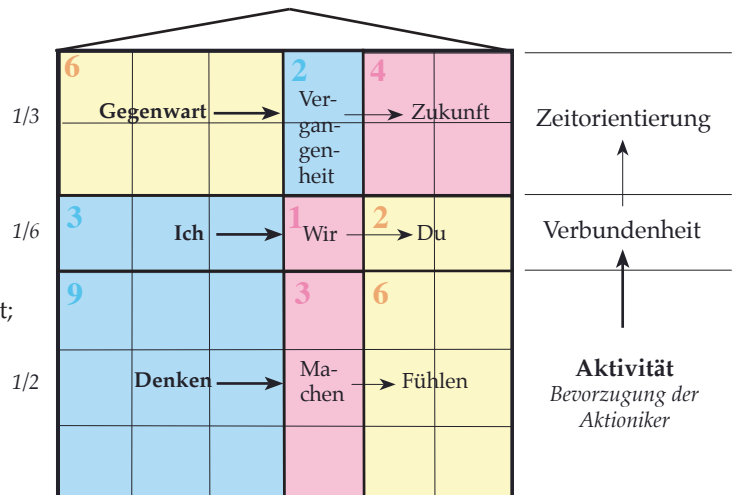 6 2 4
1/3 Gegenwart Ver-
gan-
gen-
heit Zukunft Zeitorientierung
3 1 2
1/6 Ich Wir Du Verbundenheit
9 3 6
t;
1/2 Denken Ma-
chen Fühlen Aktivität
Bevorzugung der
Aktioniker